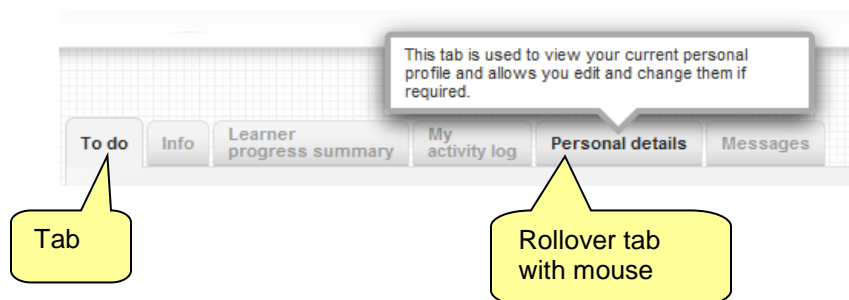 This tab is used to view your current personal
profile and allows you edit and change them if
required.
To do
Info
Learner
progress summary
My
activity log
Personal details
Messages
Tab
Rollover tab
with mouse